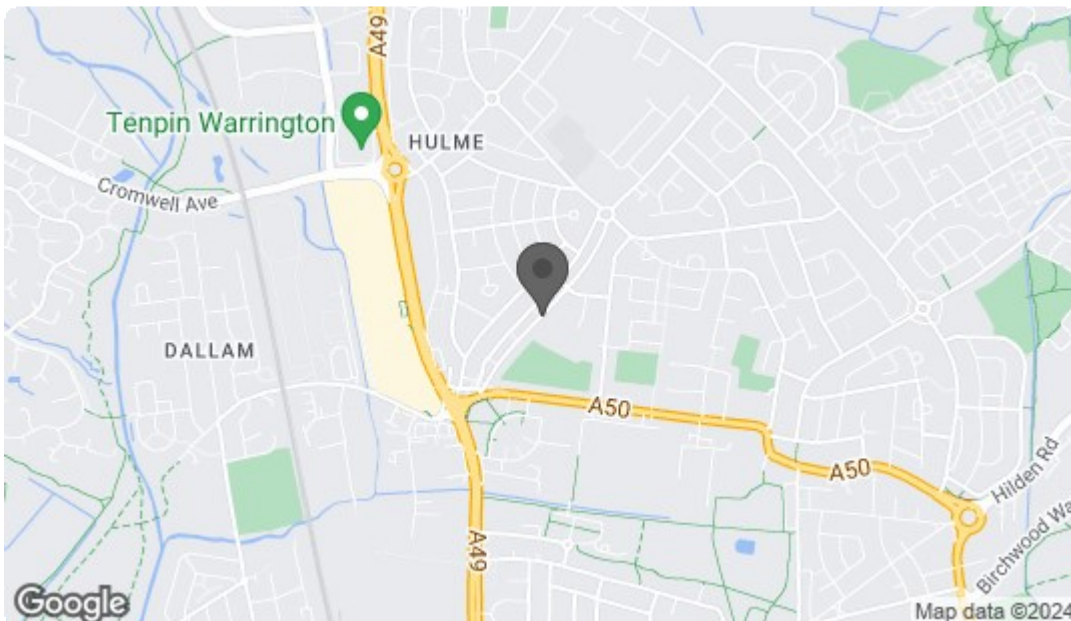 A49
Tenpin Warrington
HULME
Cromwell Ave
DALLAM
A50
A50
Hilden Rd
A49
Birchwood Wa
Google
Map data ©2024